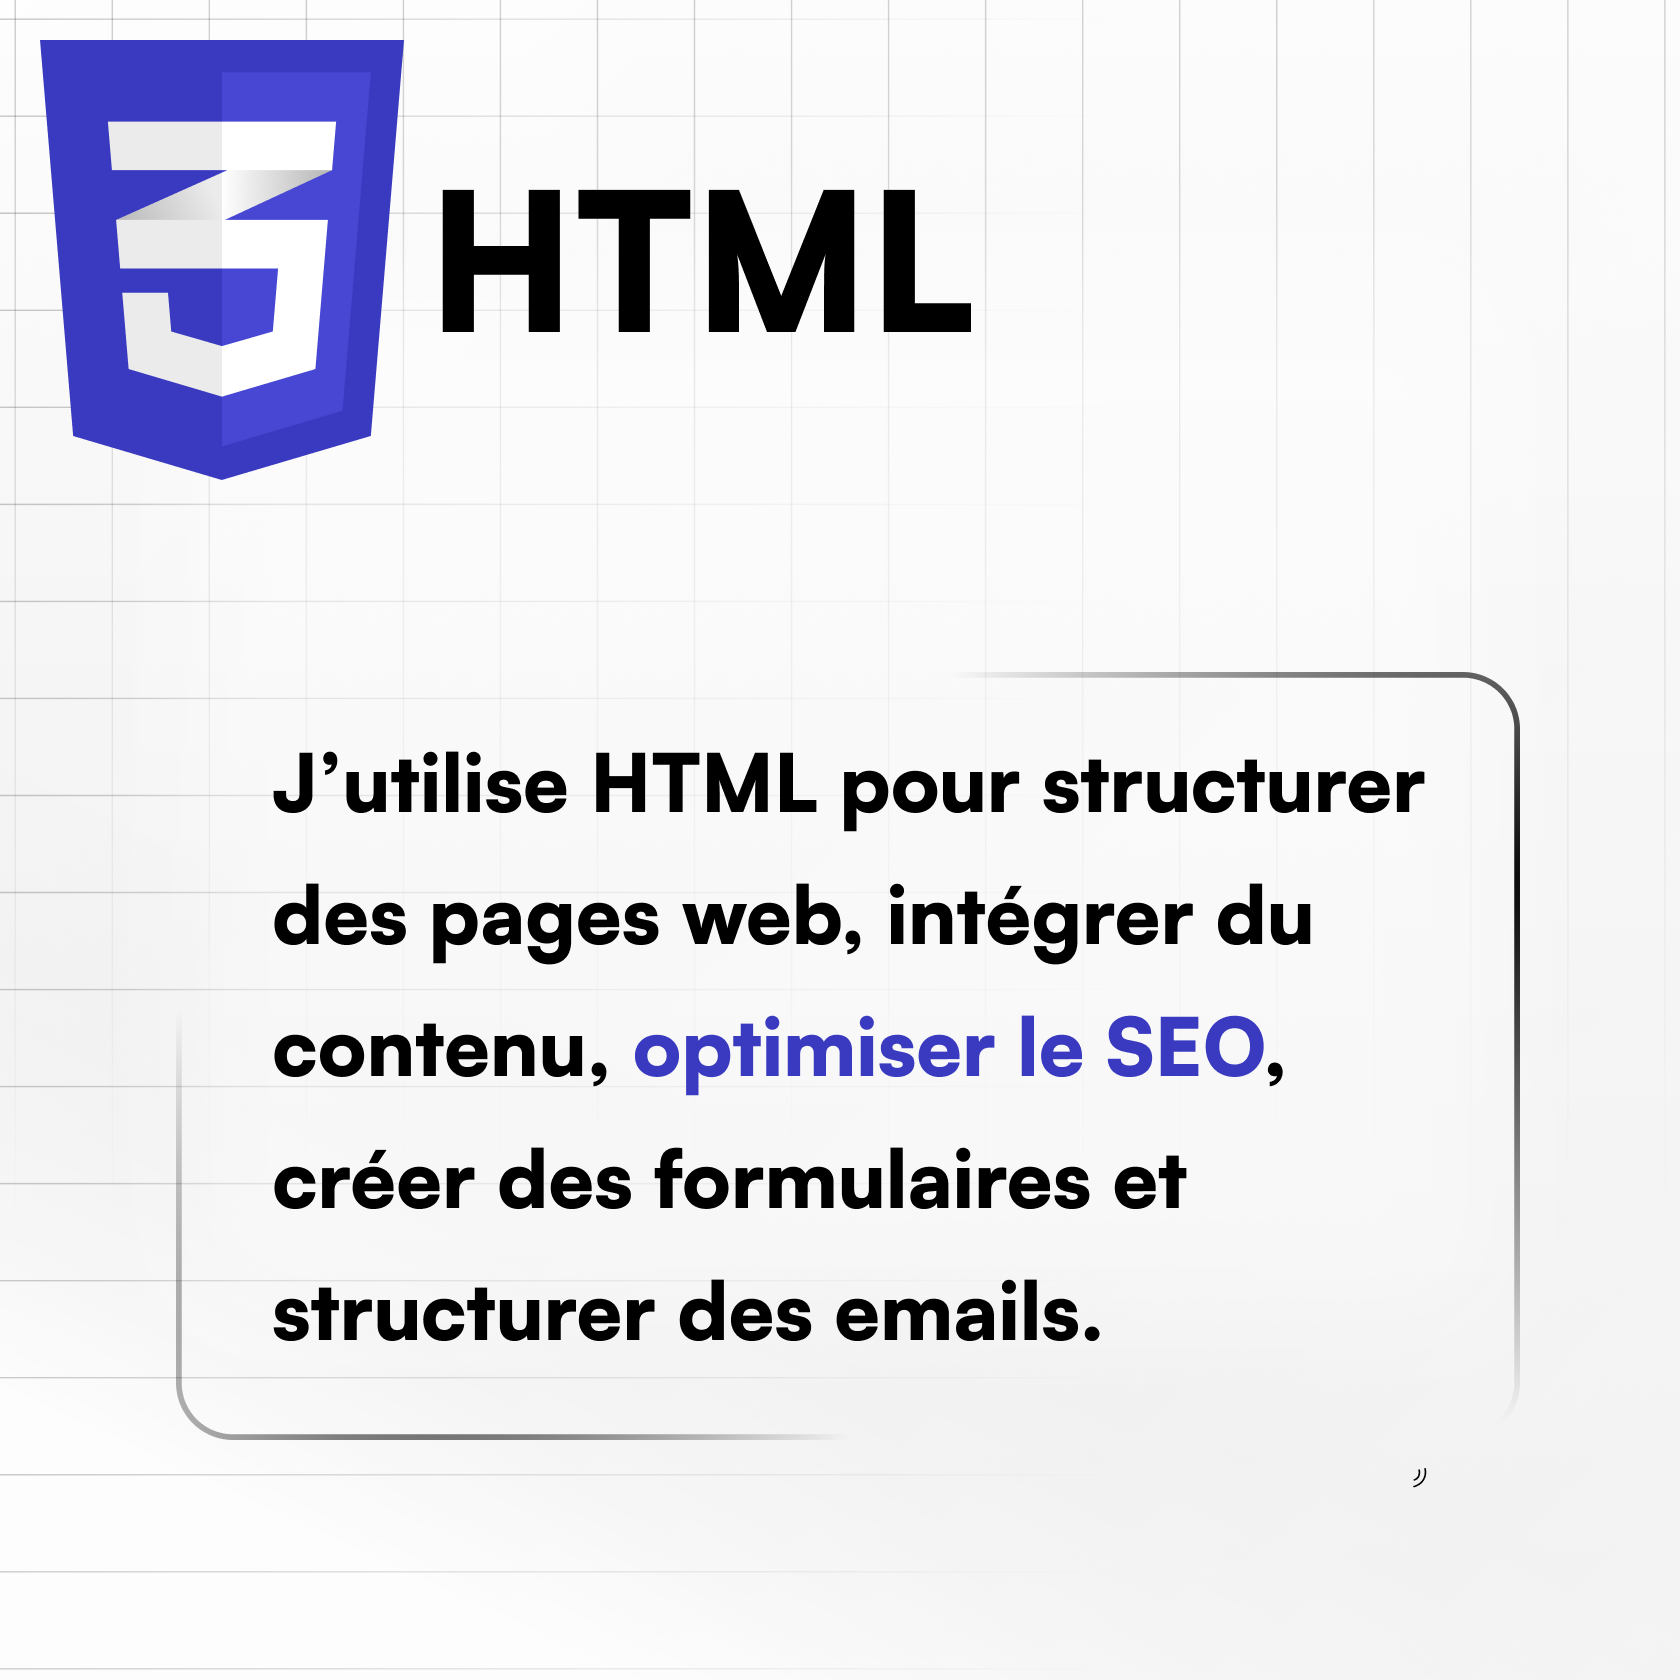 HTML
J’utilise HTML pour structurer
des pages web, intégrer du
contenu, optimiser le SEO,
créer des formulaires et
structurer des emails.